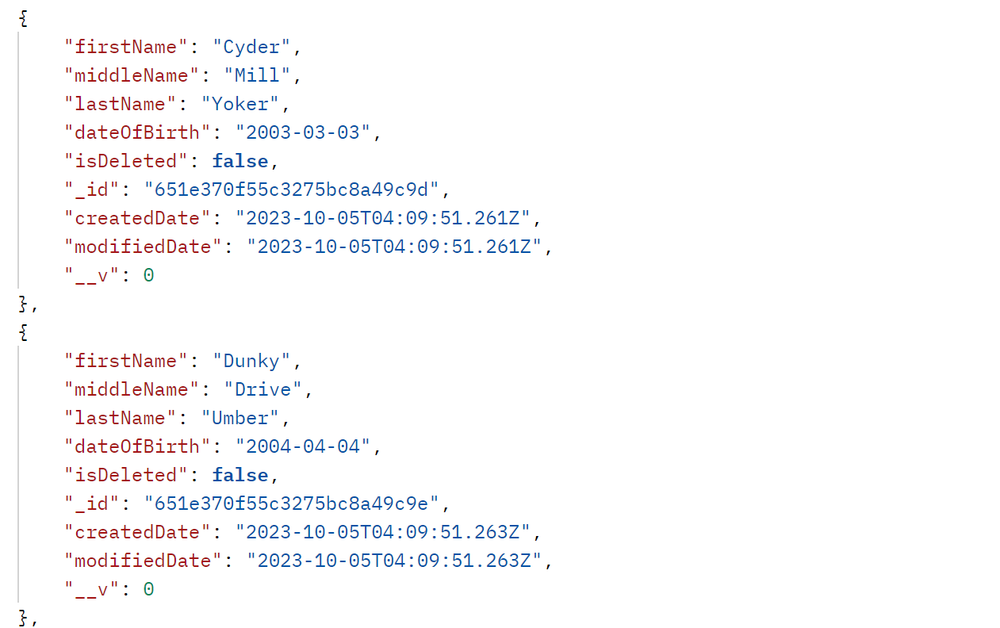 {
"firstName": "Cyder",
"middleName": "Mill",
"lastName": "Yoker",
"dateOfBirth": "2003-03-03",
"isDeleted": false,
"_id": "651e370f55c3275bc8a49c9d",
"createdDate": "2023-10-05T04:09:51.261Z",
"modifiedDate": "2023-10-05T04:09:51.261Z",
"__v": 0
},
{
"firstName": "Dunky",
"middleName": "Drive",
"lastName": "Umber",
"dateOfBirth": "2004-04-04",
"isDeleted": false,
"_id": "651e370f55c3275bc8a49c9e",
"createdDate": "2023-10-05T04:09:51.263Z",
"modifiedDate": "2023-10-05T04:09:51.263Z",
"__v": 0
},